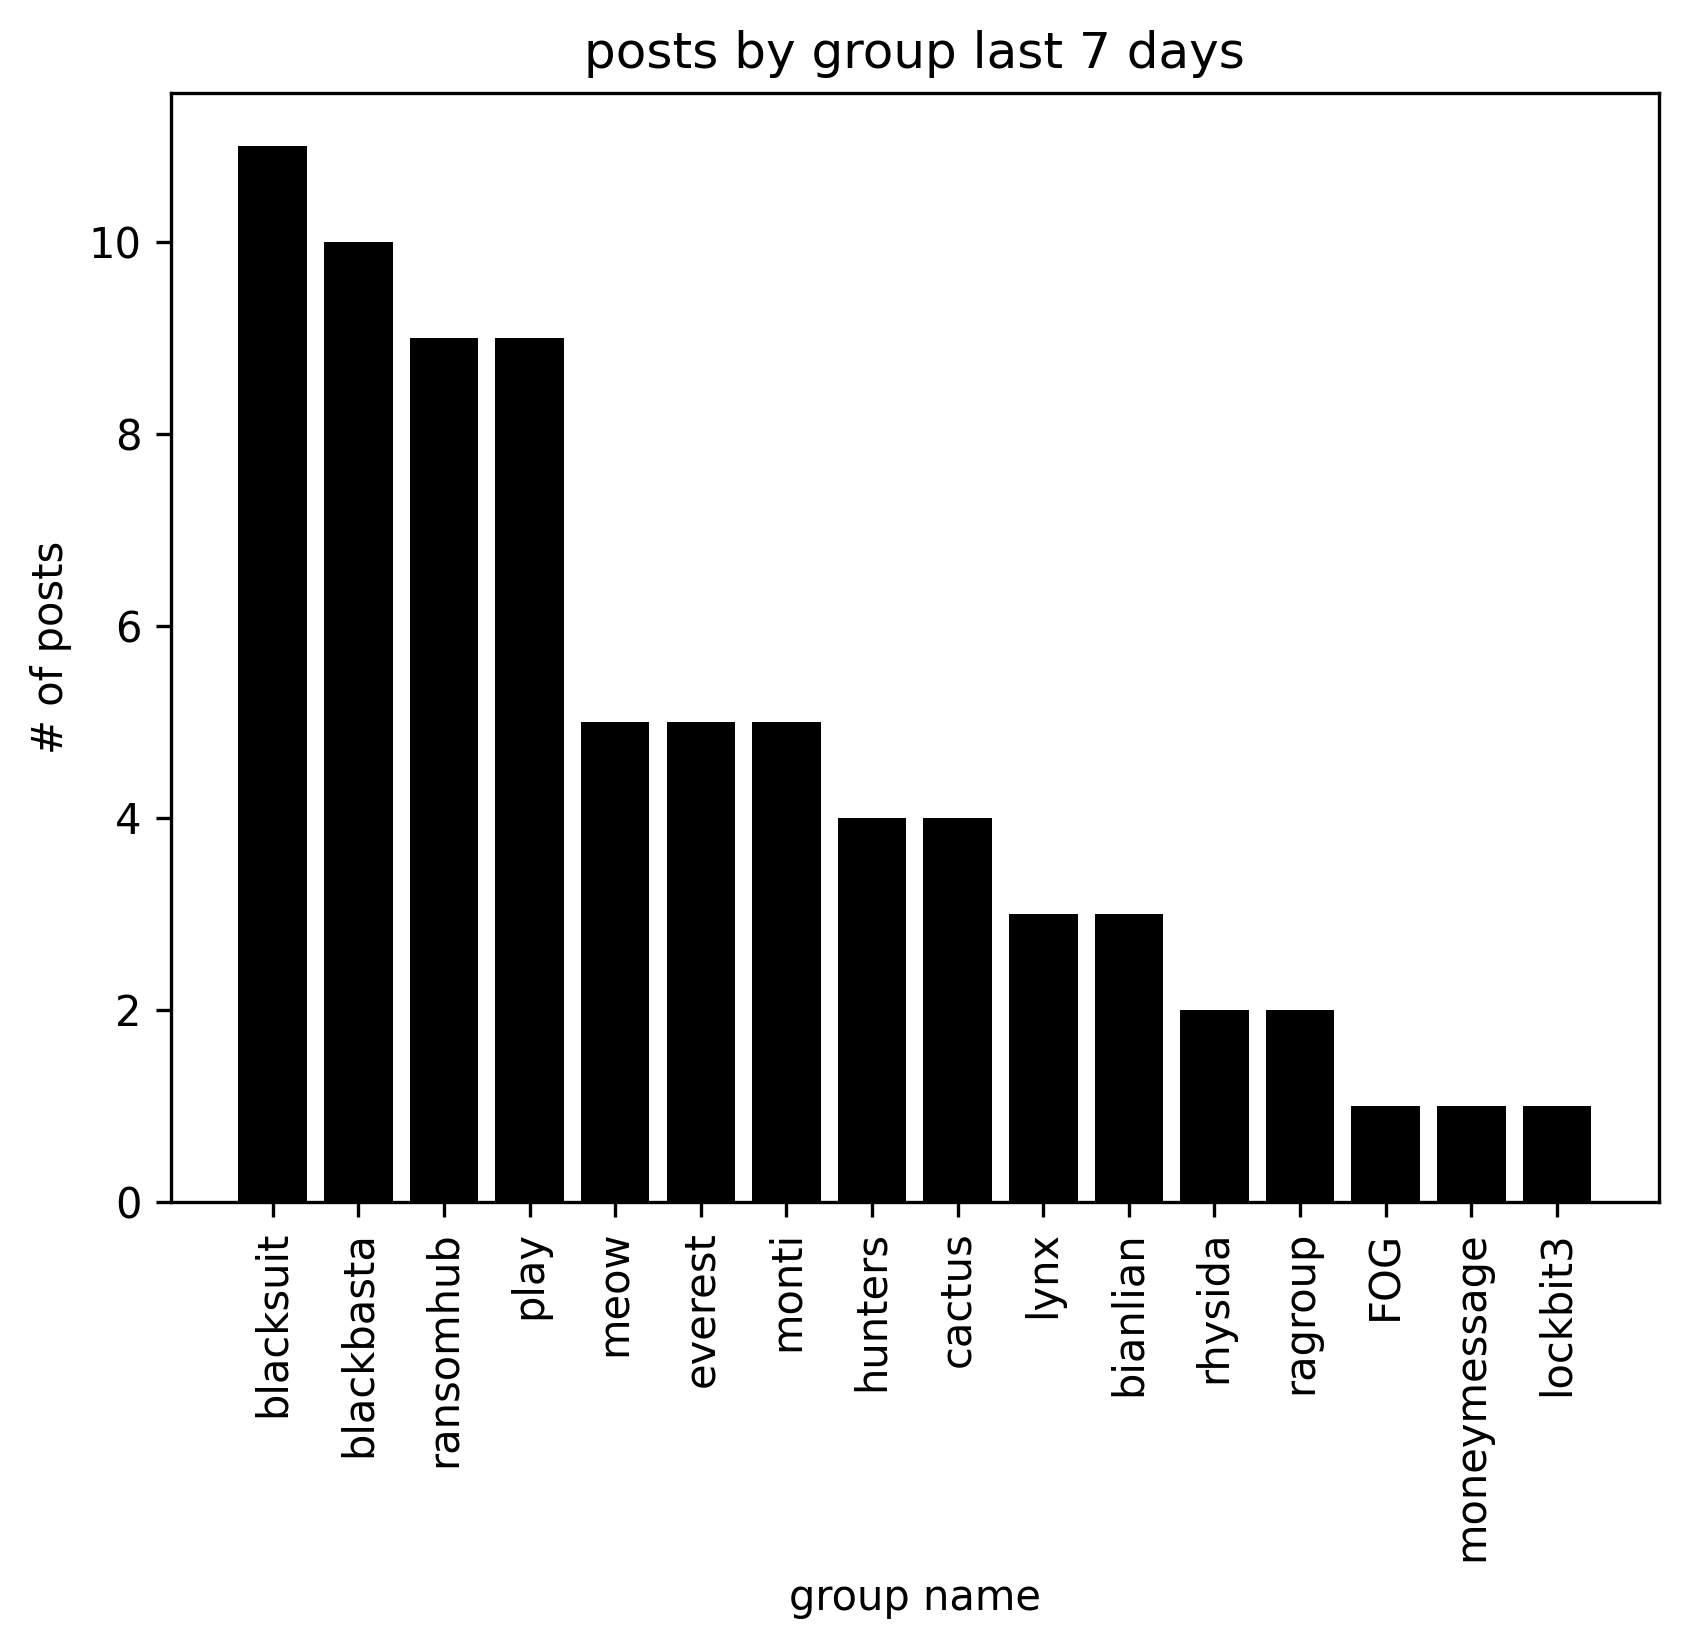 posts by group last 7 days
# of posts
10
8
6
4
2
0
blacksuit
blackbasta
ransomhub
play
meow
everest
monti
hunters
cactus
lynx
bianlian
rhysida
ragroup
FOG
moneymessage
lockbit3
group name